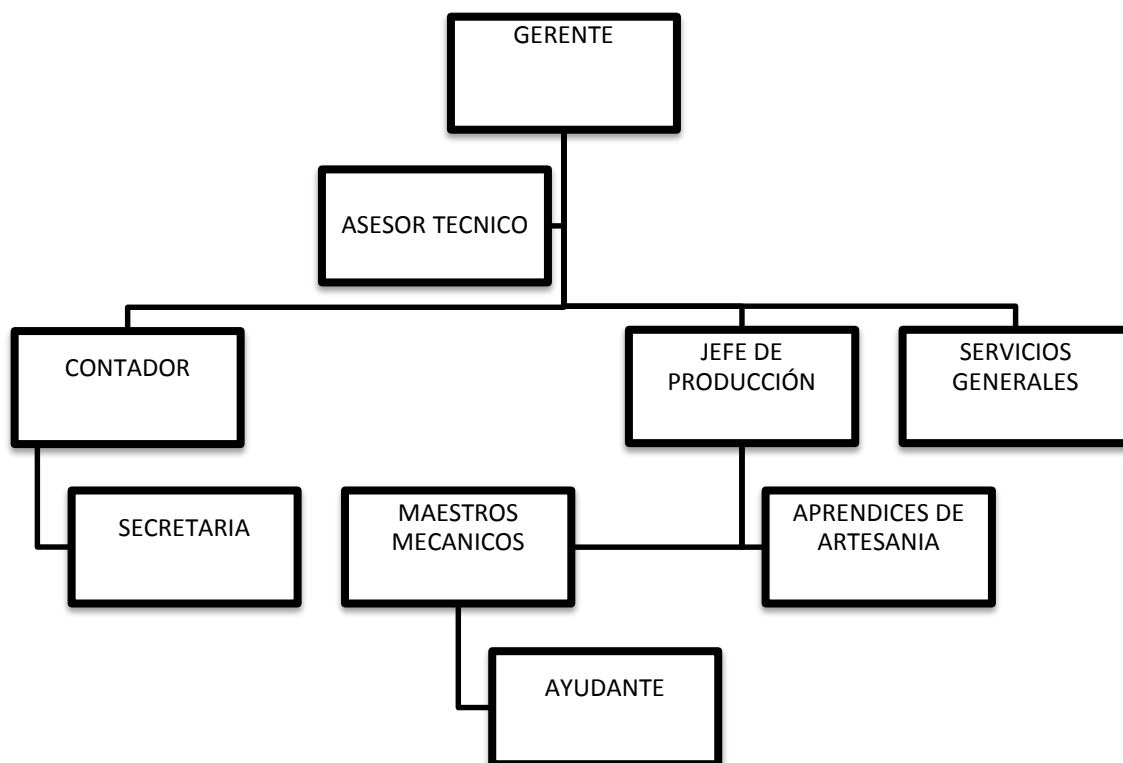 GERENTE
ASESOR TECNICO
CONTADOR
JEFE DE
PRODUCCIÓN
SERVICIOS
GENERALES
SECRETARIA
MAESTROS
MECANICOS
APRENDICES DE
ARTESANIA
AYUDANTE